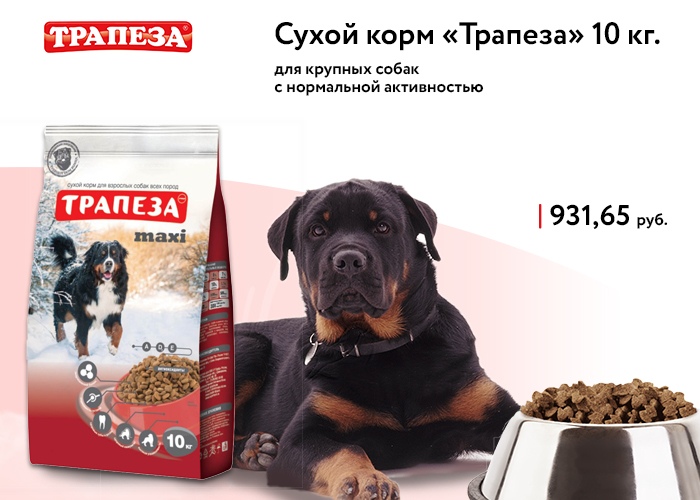 ТРАПЕЗА
Сухой корм «Трапеза» 10 кг.
для крупных собак
с нормальной активностью
931,65 руб.
сухой корм для взрослых собак всех пород
ТРАПЕЗА
maxi
A D E
10 кг